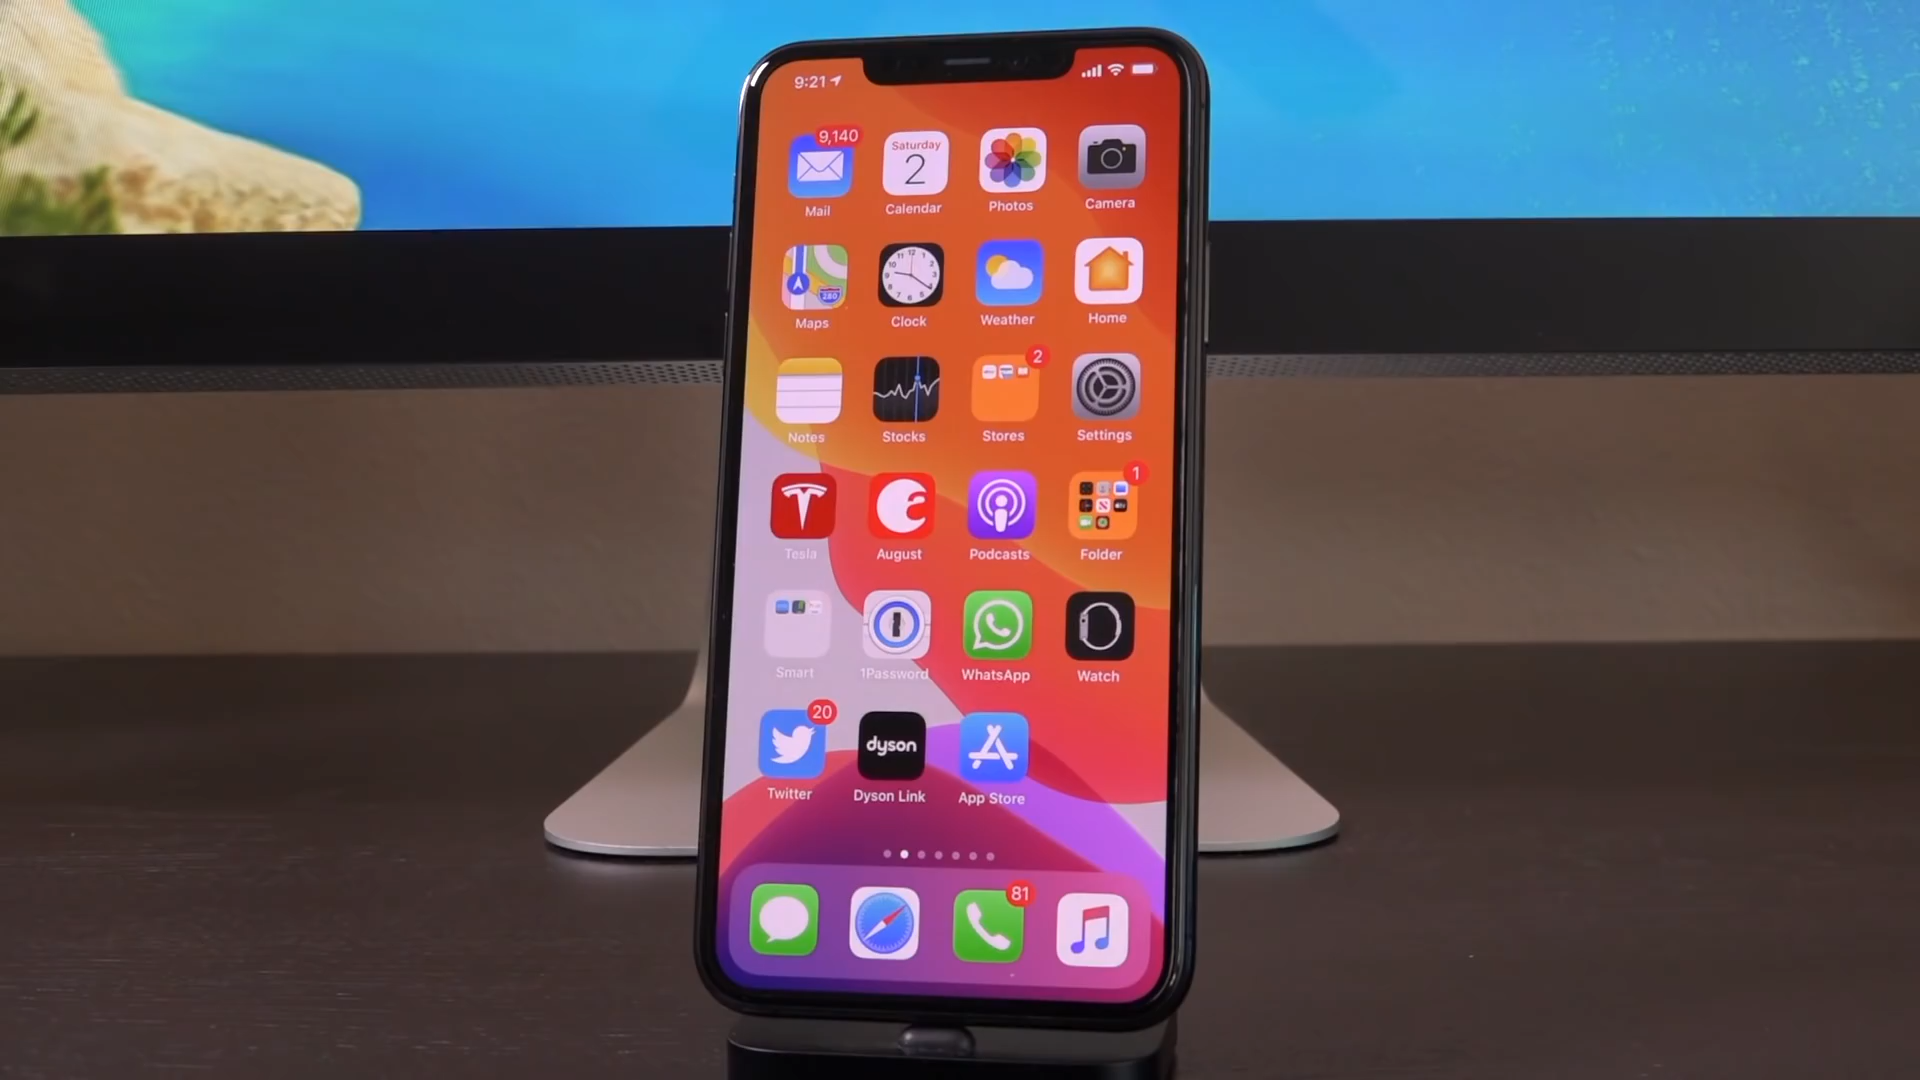 9:21
9,140
Saturday
2
Mail
Calendar
Photos
Camera
280
Maps
Clock
Weather
Home
2
Notes
Stocks
Stores
Settings
1
Tesla
August
Podcasts
Folder
Smart
1Password
WhatsApp
Watch
20
dyson
Twitter
Dyson Link
App Store
81